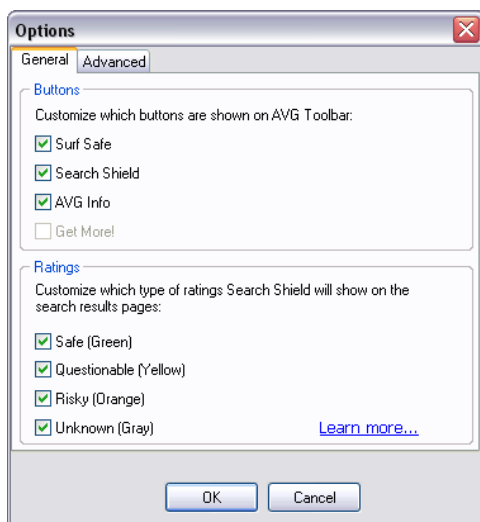 Options
General Advanced
Buttons
Customize which buttons are shown on AVG Toolbar:
Surf Safe
Search Shield
AVG Info
Get More!
Ratings
Customize which type of ratings Search Shield will show on the
search results pages:
Safe (Green)
Questionable (Yellow)
Risky (Orange)
Unknown (Gray) Learn more...
OK Cancel